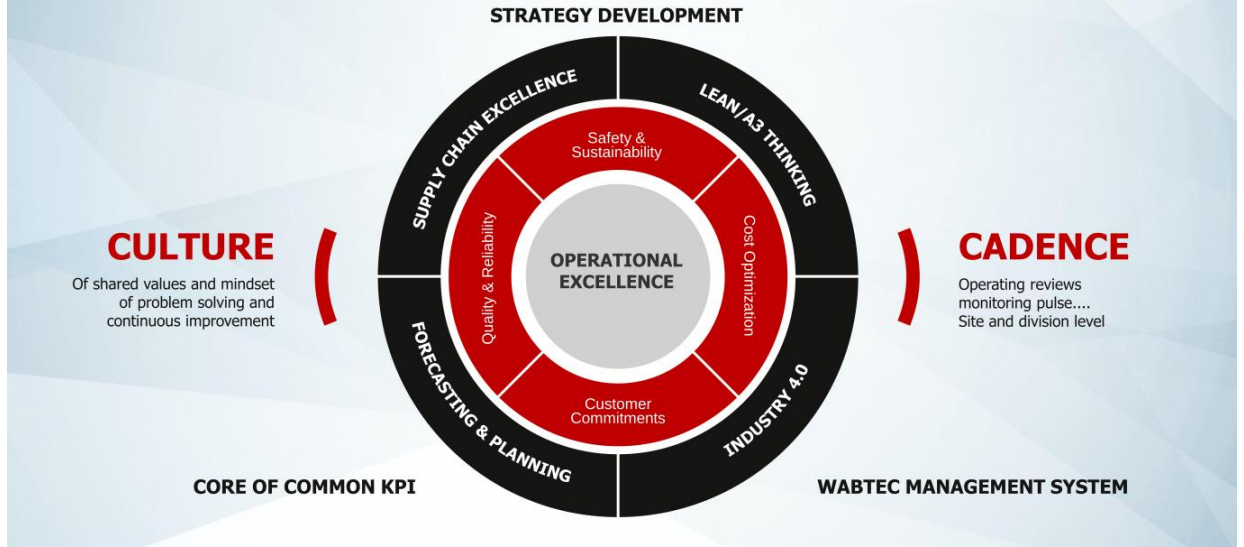 STRATEGY DEVELOPMENT
SUPPLY CHAIN EXCELLENCE
LEAN/A3 THINKING
Safety &
Sustainability
Quality & Reliability
Cost Optimization
OPERATIONAL
EXCELLENCE
CULTURE
Of shared values and mindset
of problem solving and
continuous improvement
CADENCE
Operating reviews
monitoring pulse....
Site and division level
Customer
Commitments
FORECASTING & PLANNING
INDUSTRY 4.0
CORE OF COMMON KPI
WABTEC MANAGEMENT SYSTEM